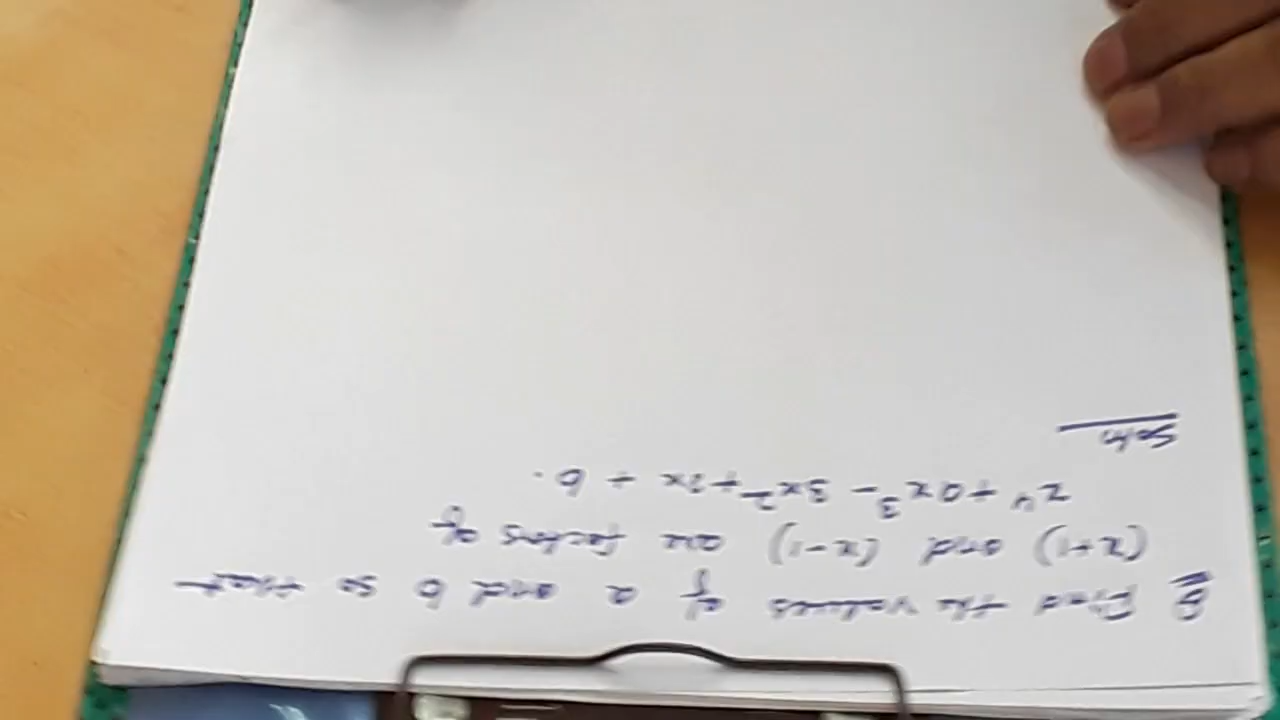 Q Find the values of a and b so that
(x+1) and (x-1) are factors of
x⁴ + ax³ - 3x² + 2x + b.
Soln